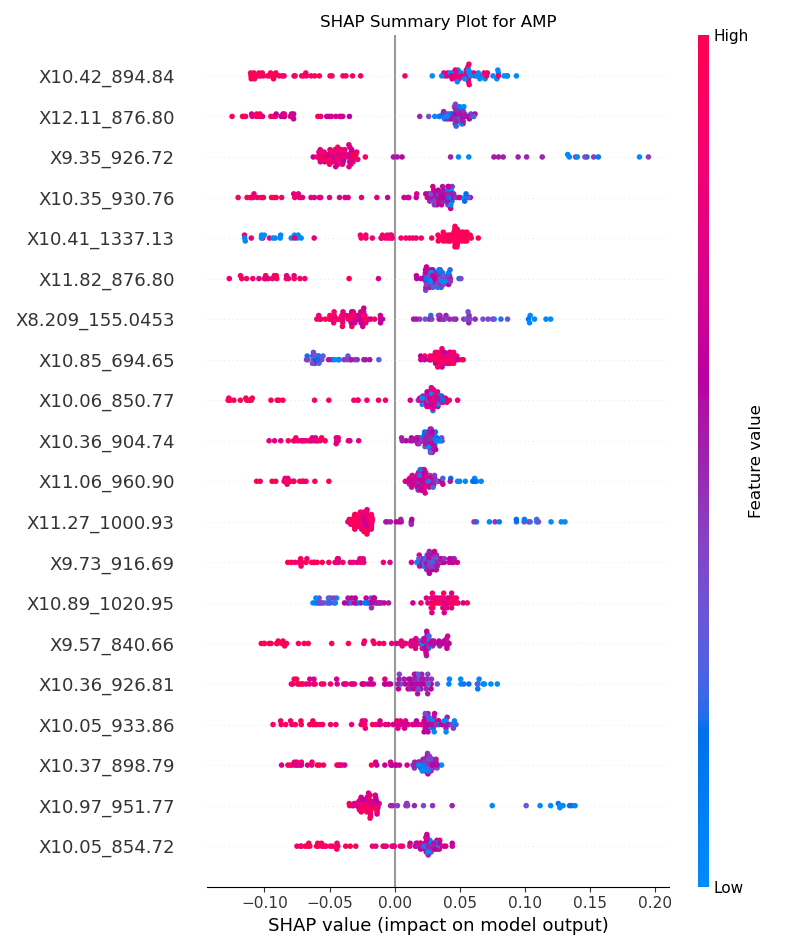 SHAP Summary Plot for AMP
High
X10.42_894.84
X12.11_876.80
X9.35_926.72
X10.35_930.76
X10.41_1337.13
X11.82_876.80
X8.209_155.0453
X10.85_694.65
X10.06_850.77
X10.36_904.74
X11.06_960.90
X11.27_1000.93
X9.73_916.69
X10.89_1020.95
X9.57_840.66
X10.36_926.81
X10.05_933.86
X10.37_898.79
X10.97_951.77
X10.05_854.72
Feature value
Low
−0.10 −0.05 0.00 0.05 0.10 0.15 0.20
SHAP value (impact on model output)